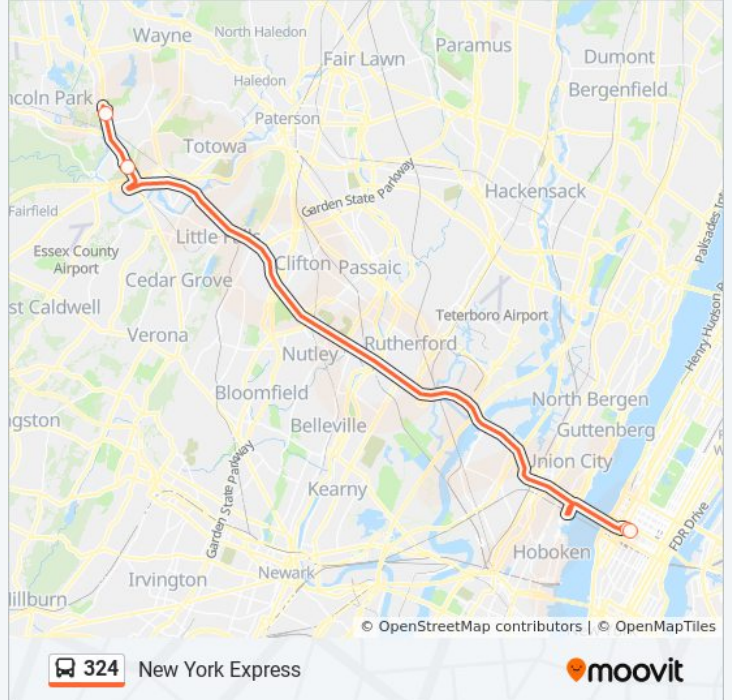 Wayne
North Haledon
Paramus
Fair Lawn
Dumont
Haledon
Bergenfield
ncoln Park
Paterson
Totowa
Garden State Parkway
Hackensack
Fairfield
Palisades Int
Little Falls
Essex County
Airport
Clifton
Passaic
Cedar Grove
st Caldwell
Teterboro Airport
Henry Hudson P
Verona
Rutherford
Nutley
Bloomfield
North Bergen
ngston
Belleville
Guttenberg
Union City
Garden State Parkway
Kearny
FDR Drive
Hoboken
Newark
Irvington
lillburn
© OpenStreetMap contributors | © OpenMapTiles
324 New York Express
moovit